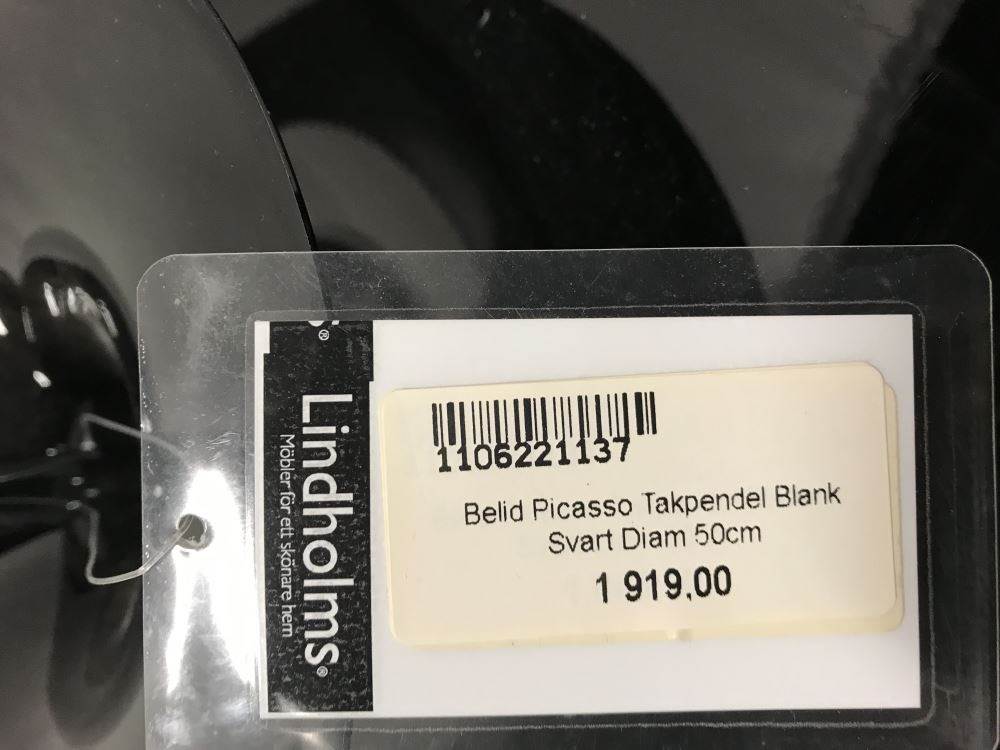 Lindholms®
Möbler för ett skönare hem
1106221137
Belid Picasso Takpendel Blank
Svart Diam 50cm
1 919,00